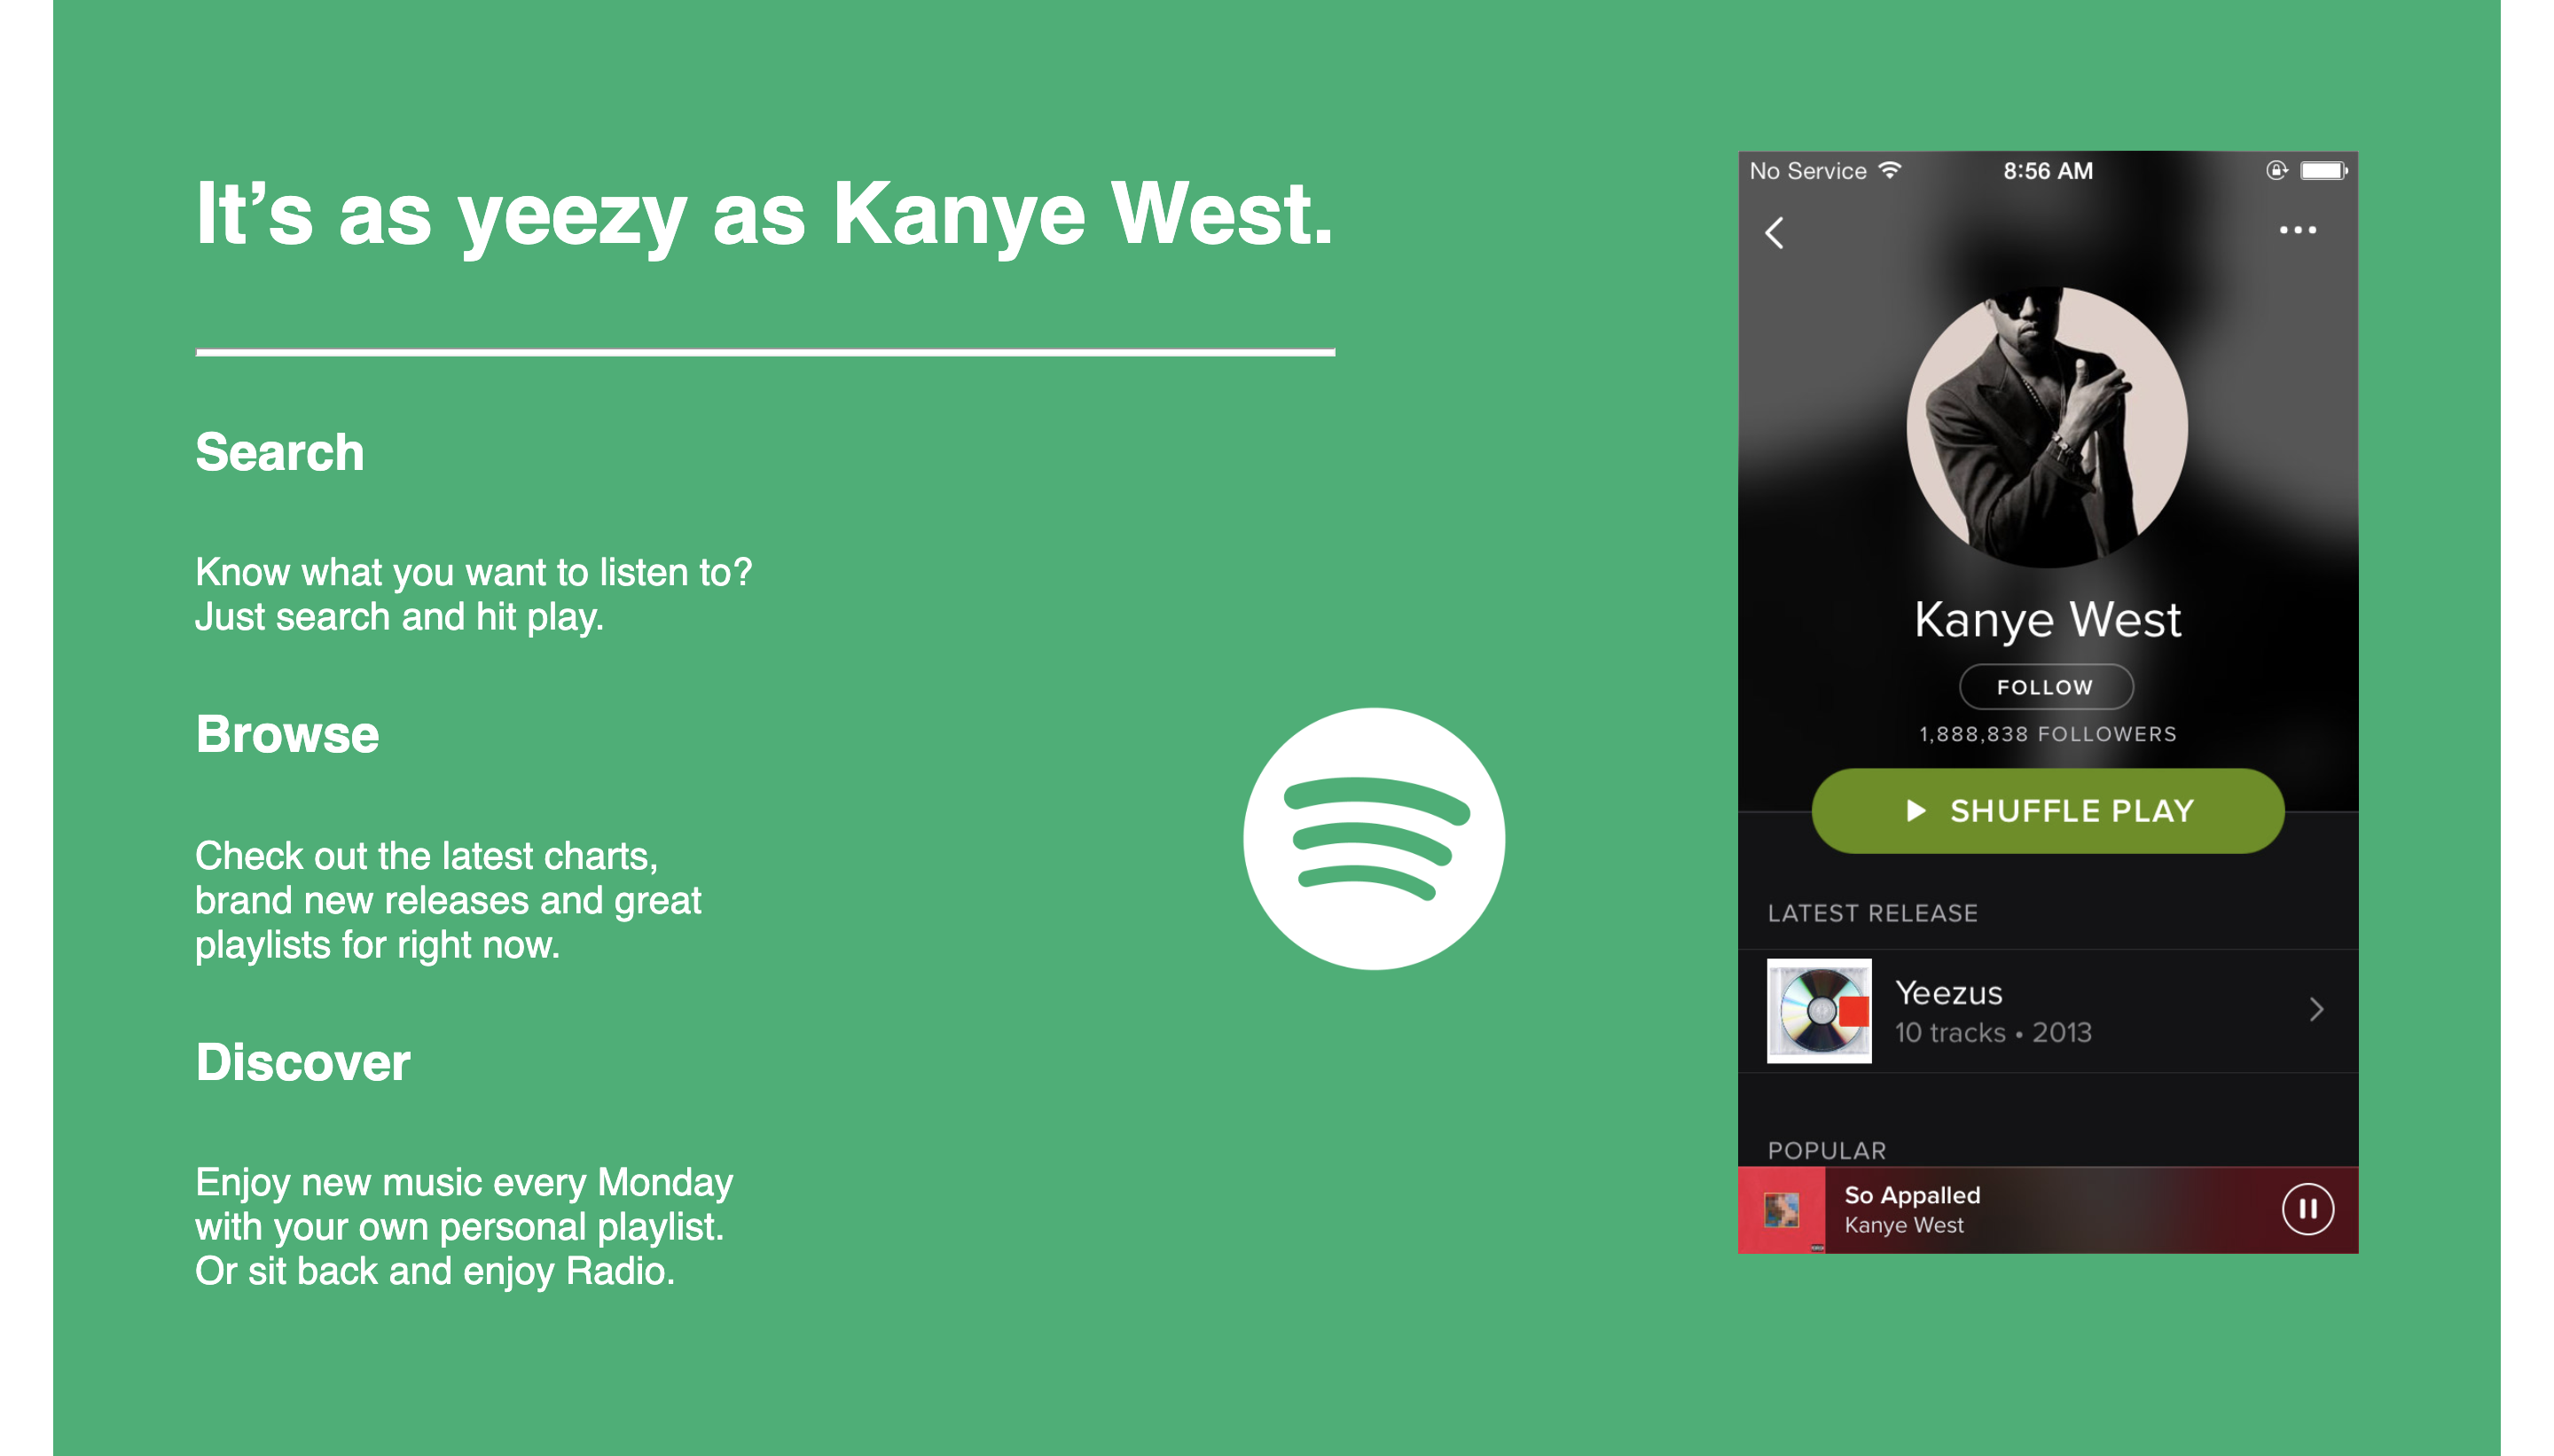 It’s as yeezy as Kanye West.
Search
Know what you want to listen to?
Just search and hit play.
Browse
Check out the latest charts,
brand new releases and great
playlists for right now.
Discover
Enjoy new music every Monday
with your own personal playlist.
Or sit back and enjoy Radio.
No Service 8:56 AM
Kanye West
FOLLOW
1,888,838 FOLLOWERS
SHUFFLE PLAY
LATEST RELEASE
Yeezus
10 tracks • 2013
POPULAR
So Appalled
Kanye West